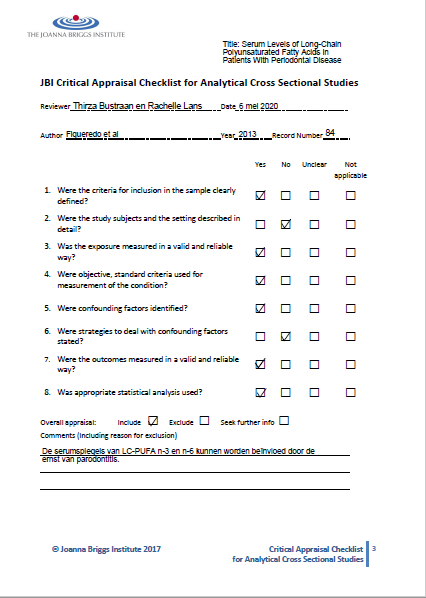 THE JOANNA BRIGGS INSTITUTE
Title: Serum Levels of Long-Chain
Polyunsaturated Fatty Acids in
Patients With Periodontal Disease
JBI Critical Appraisal Checklist for Analytical Cross Sectional Studies
Reviewer Thirza Bustraan en Rachelle Lans Date 6 mei 2020
Author Figueredo et al Year 2013 Record Number 84
Yes No Unclear Not
applicable
1. Were the criteria for inclusion in the sample clearly
defined?
2. Were the study subjects and the setting described in
detail?
3. Was the exposure measured in a valid and reliable
way?
4. Were objective, standard criteria used for
measurement of the condition?
5. Were confounding factors identified?
6. Were strategies to deal with confounding factors
stated?
7. Were the outcomes measured in a valid and reliable
way?
8. Was appropriate statistical analysis used?
Overall appraisal: Include Exclude Seek further info
Comments (Including reason for exclusion)
De serumspiegels van LC-PUFA n-3 en n-6 kunnen worden beïnvloed door de
ernst van parodontitis.
© Joanna Briggs Institute 2017 Critical Appraisal Checklist 3
for Analytical Cross Sectional Studies